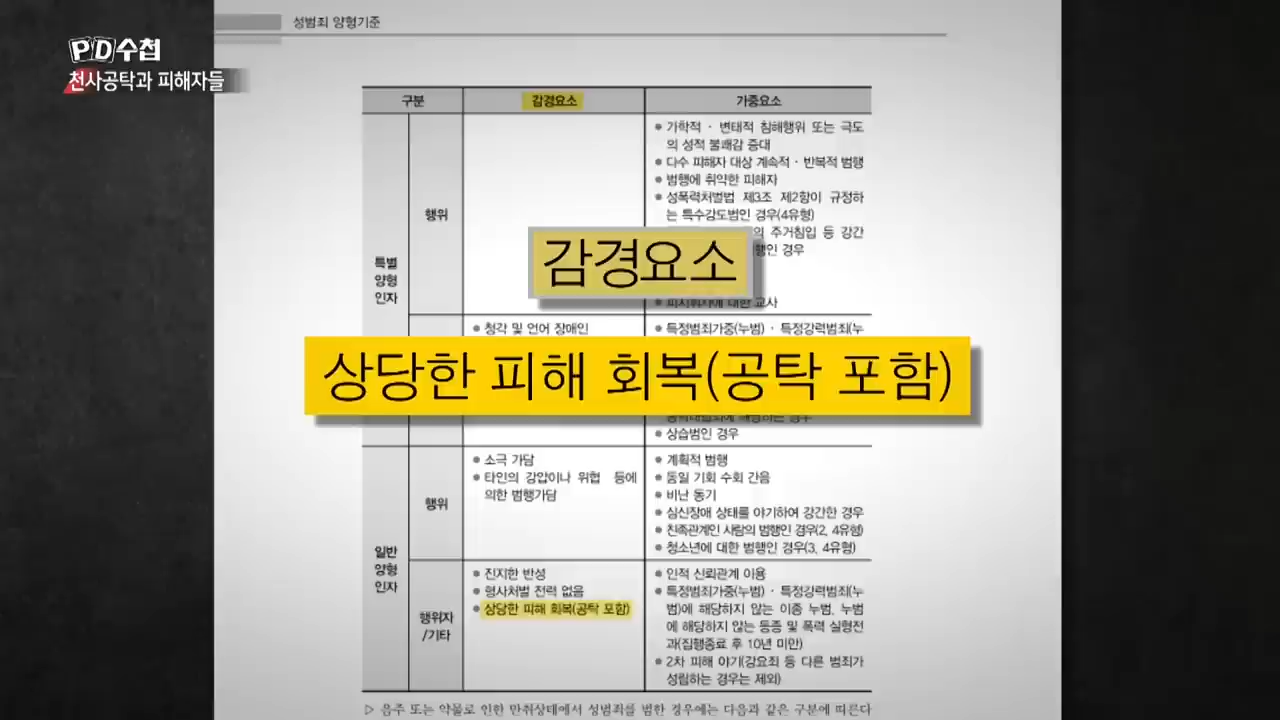 성범죄 양형기준
PD수첩
천사공탁과 피해자들
구분
감경요소
가중요소
특별
양형
인자
행위
가학적 · 변태적 침해행위 또는 극도
의 성적 불쾌감 증대
다수 피해자 대상 계속적 · 반복적 범행
범행에 취약한 피해자
성폭력처벌법 제3조 제2항이 규정하
는 특수강도범인 경우(4유형)
의 주거침입 등 강간
인 경우
감경요소
피지휘자에 대한 교사
청각 및 언어 장애인
특정범죄가중(누범) · 특정강력범죄(누
상당한 피해 회복(공탁 포함)
상습범인 경우
일반
양형
인자
행위
소극 가담
타인의 강압이나 위협 등에
의한 범행가담
계획적 범행
동일 기회 수회 간음
비난 동기
심신장애 상태를 야기하여 강간한 경우
친족관계인 사람의 범행인 경우(2, 4유형)
청소년에 대한 범행인 경우(3, 4유형)
행위자
/기타
진지한 반성
형사처벌 전력 없음
상당한 피해 회복(공탁 포함)
인적 신뢰관계 이용
특정범죄가중(누범) · 특정강력범죄(누
범)에 해당하지 않는 이종 누범, 누범
에 해당하지 않는 동종 및 폭력 실형전
과(집행종료 후 10년 미만)
2차 피해 야기(강요죄 등 다른 범죄가
성립하는 경우는 제외)
▷ 음주 또는 약물로 인한 만취상태에서 성범죄를 범한 경우에는 다음과 같은 구분에 따른다